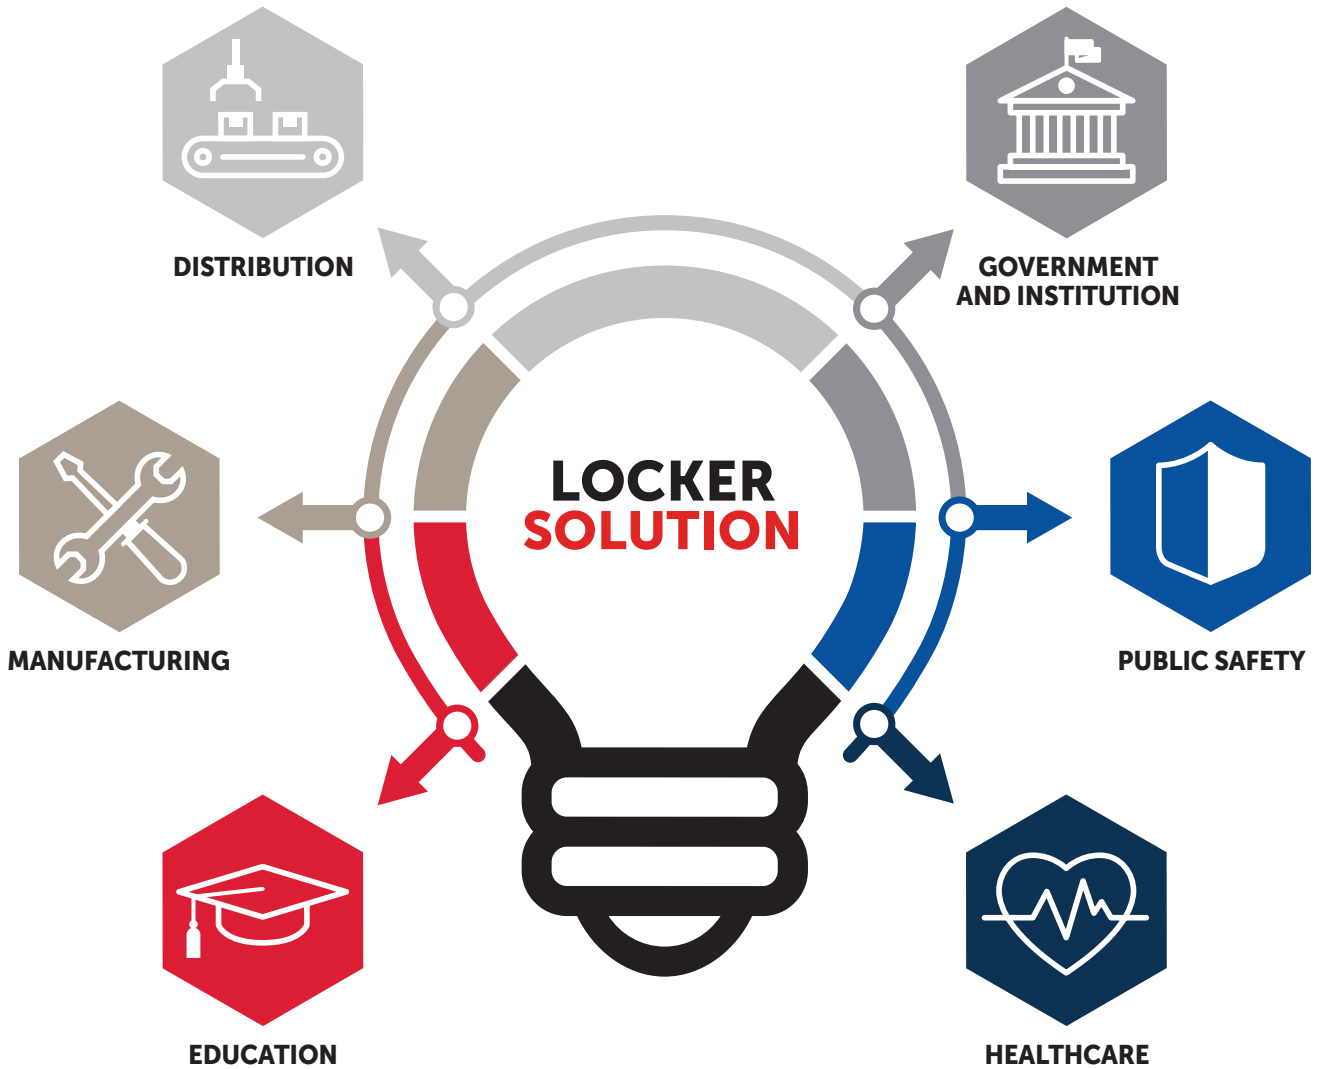 DISTRIBUTION
GOVERNMENT
AND INSTITUTION
LOCKER
SOLUTION
MANUFACTURING
PUBLIC SAFETY
EDUCATION
HEALTHCARE